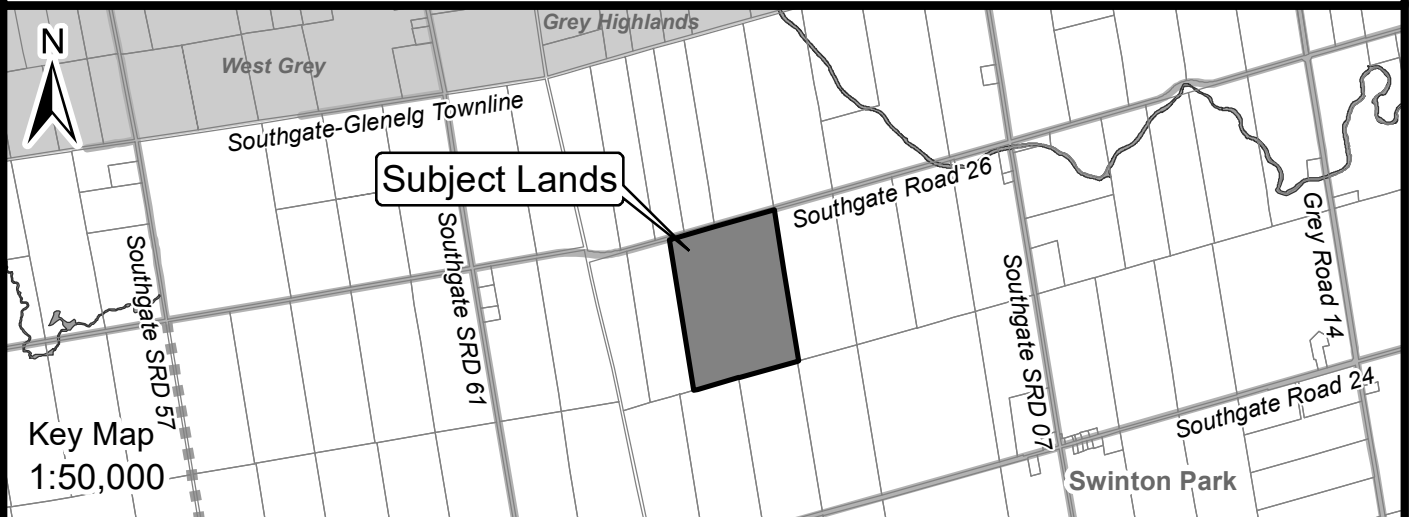 Grey Highlands
N
West Grey
Southgate-Glenelg Townline
Subject Lands
Southgate Road 26
Southgate SRD 57
Southgate SRD 61
Southgate SRD 07
Grey Road 14
Southgate Road 24
Key Map
1:50,000
Swinton Park